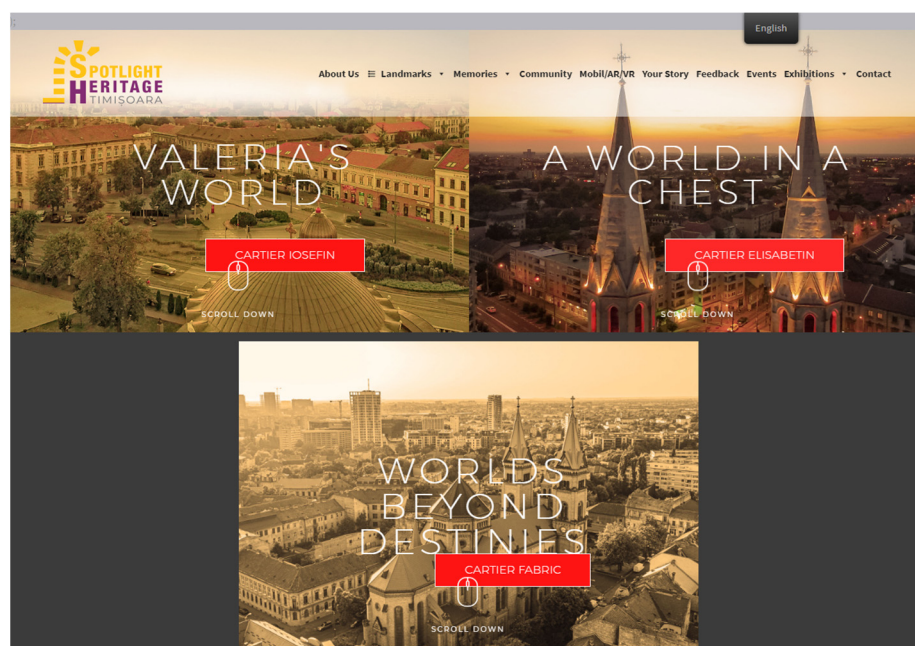 English
SPOTLIGHT
HERITAGE
TIMIȘOARA
About Us Landmarks Memories Community Mobil/AR/VR Your Story Feedback Events Exhibitions Contact
VALERIA'S
WORLD
CARTIER IOSEFIN
SCROLL DOWN
A WORLD IN A
CHEST
CARTIER ELISABETIN
SCROLL DOWN
WORLDS
BEYOND
DESTINIES
CARTIER FABRIC
SCROLL DOWN